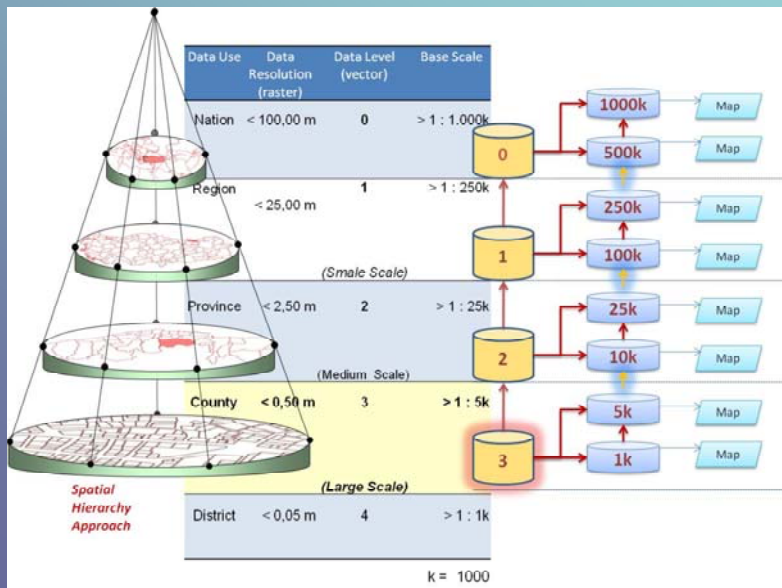 Data Use Data Resolution (raster) Data Level (vector) Base Scale
Nation < 100,00 m 0 > 1 : 1.000k
Region < 25,00 m 1 > 1 : 250k
(Smale Scale)
Province < 2,50 m 2 > 1 : 25k
(Medium Scale)
County < 0,50 m 3 > 1 : 5k
(Large Scale)
District < 0,05 m 4 > 1 : 1k
k = 1000
Spatial
Hierarchy
Approach
0
1
2
3
1000k Map
500k Map
250k Map
100k Map
25k Map
10k Map
5k Map
1k Map